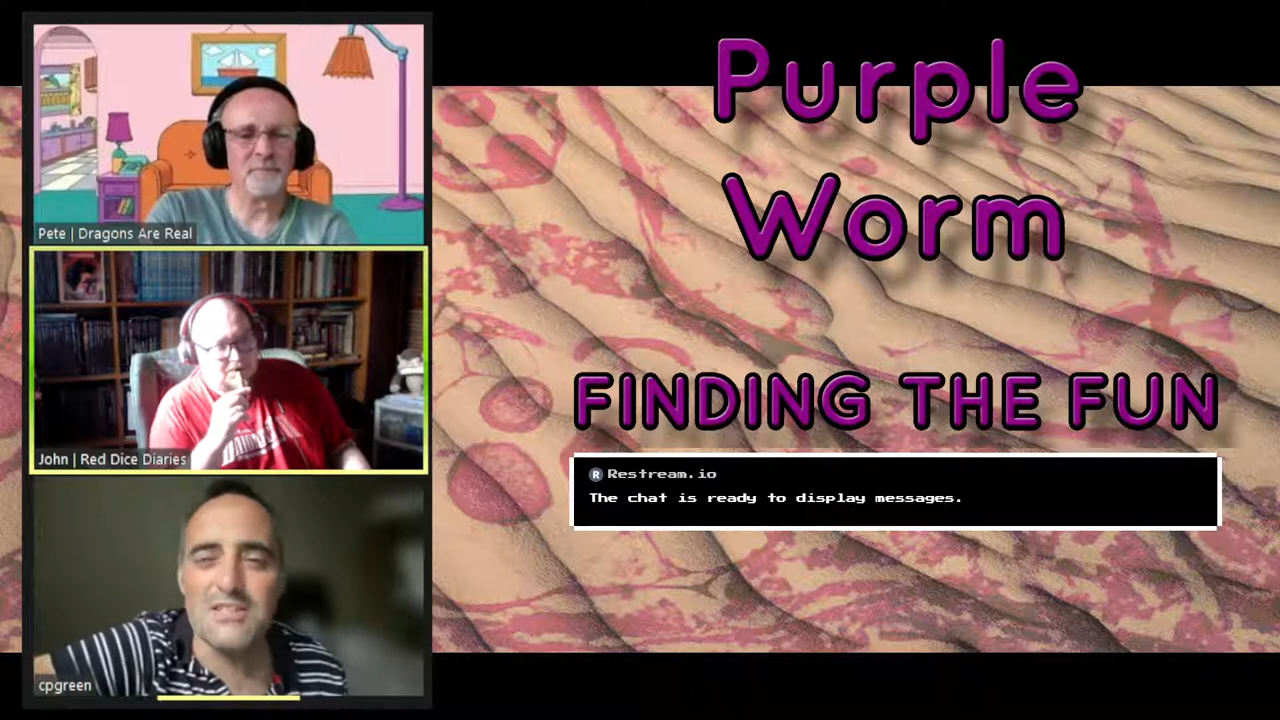 Pete | Dragons Are Real
John | Red Dice Diaries
cpgreen
Purple
Worm
FINDING THE FUN
R Restream.io
The chat is ready to display messages.